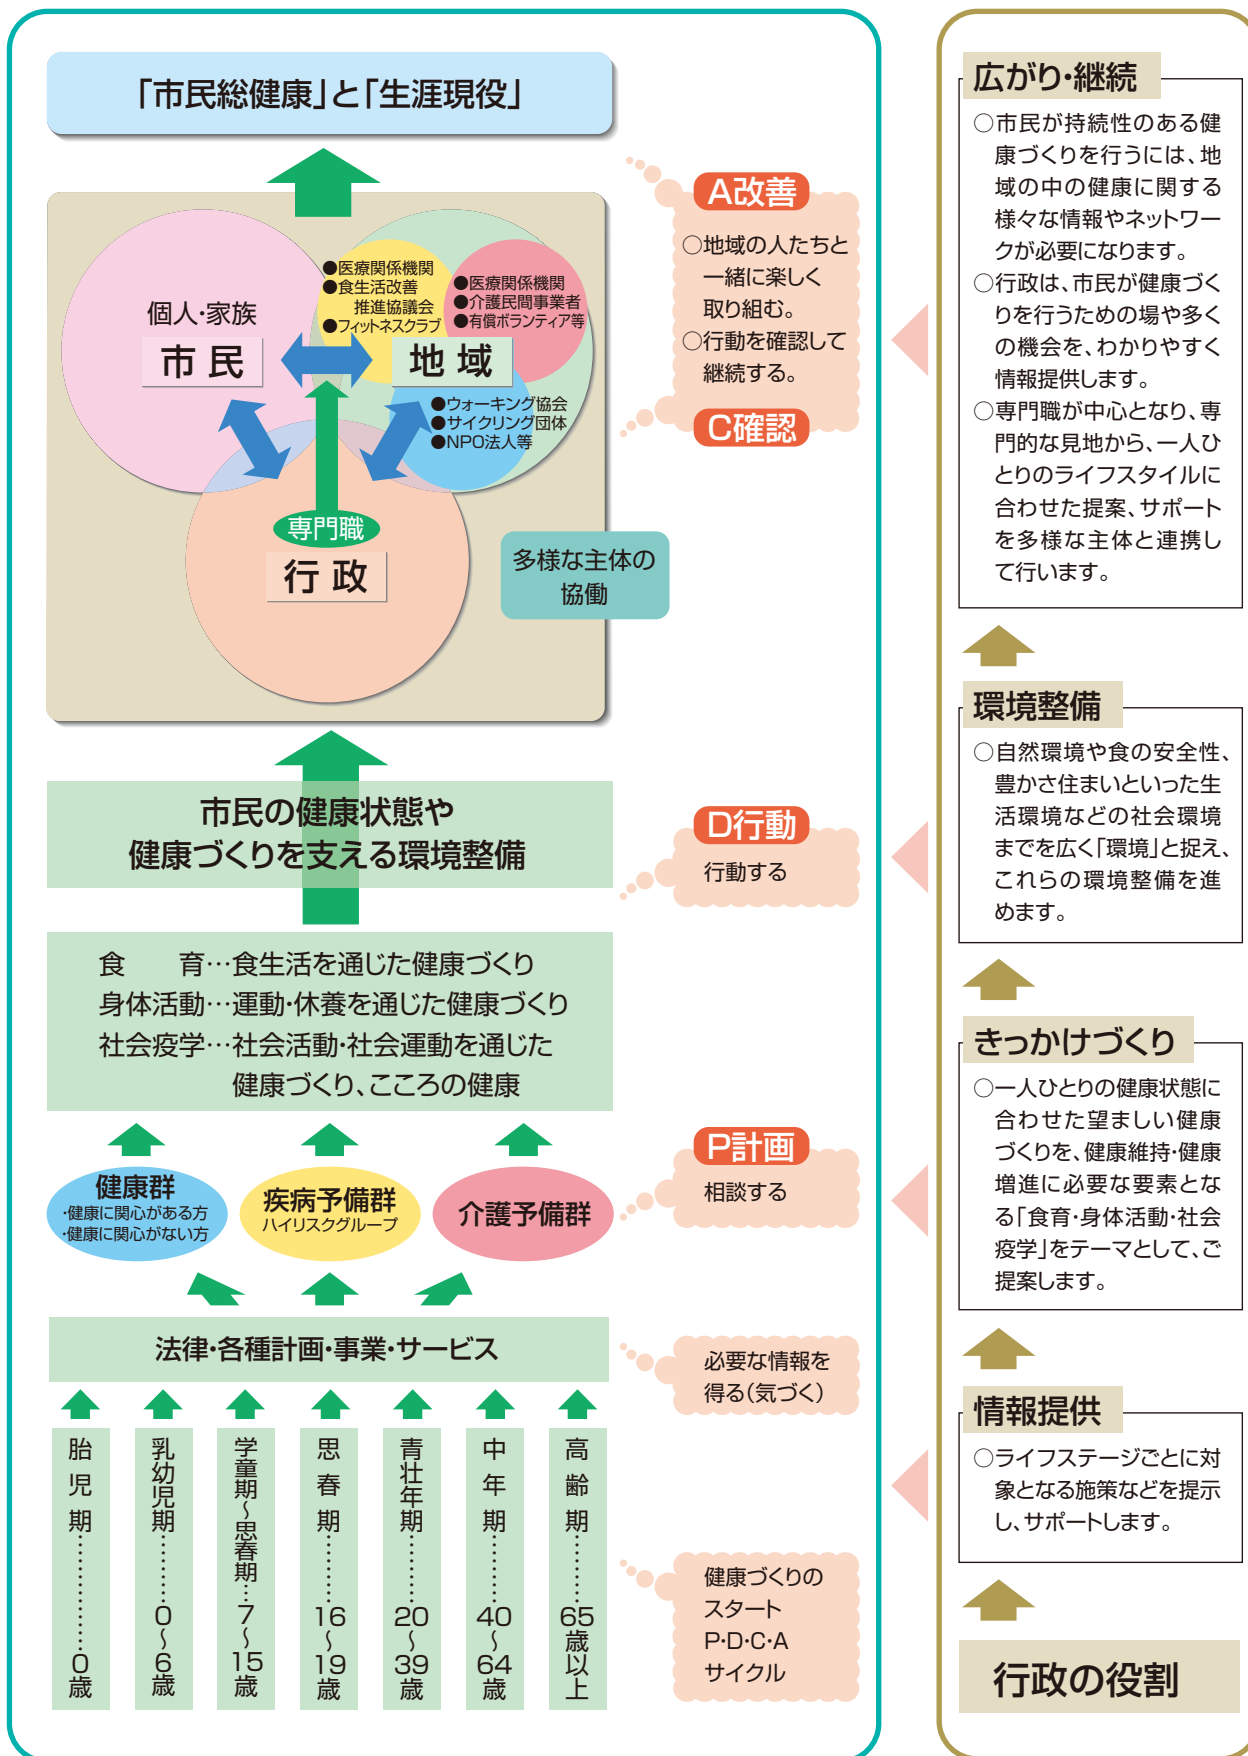 「市民総健康」と「生涯現役」
個人・家族
市 民
●医療関係機関
●食生活改善
推進協議会
●フィットネスクラブ
●医療関係機関
●介護民間事業者
●有償ボランティア等
地 域
●ウォーキング協会
●サイクリング団体
●NPO法人等
専門職
行 政
多様な主体の
協働
市民の健康状態や
健康づくりを支える環境整備
食　　育…食生活を通じた健康づくり
身体活動…運動・休養を通じた健康づくり
社会疫学…社会活動・社会運動を通じた
健康づくり、こころの健康
健康群
・健康に関心がある方
・健康に関心がない方
疾病予備群
ハイリスクグループ
介護予備群
法律・各種計画・事業・サービス
胎児期………………0歳
乳幼児期………0～6歳
学童期～思春期…7～15歳
思春期………16～19歳
青壮年期………20～39歳
中年期………40～64歳
高齢期………65歳以上
A改善
○地域の人たちと
一緒に楽しく
取り組む。
○行動を確認して
継続する。
C確認
D行動
行動する
P計画
相談する
必要な情報を
得る（気づく）
健康づくりの
スタート
P・D・C・A
サイクル
広がり・継続
○市民が持続性のある健
康づくりを行うには、地
域の中の健康に関する
様々な情報やネットワー
クが必要になります。
○行政は、市民が健康づく
りを行うための場や多く
の機会を、わかりやすく
情報提供します。
○専門職が中心となり、専
門的な見地から、一人ひ
とりのライフスタイルに
合わせた提案、サポート
を多様な主体と連携し
て行います。
環境整備
○自然環境や食の安全性、
豊かさ住まいといった生
活環境などの社会環境
までを広く「環境」と捉え、
これらの環境整備を進
めます。
きっかけづくり
○一人ひとりの健康状態に
合わせた望ましい健康
づくりを、健康維持・健康
増進に必要な要素とな
る「食育・身体活動・社会
疫学」をテーマとして、ご
提案します。
情報提供
○ライフステージごとに対
象となる施策などを提示
し、サポートします。
行政の役割